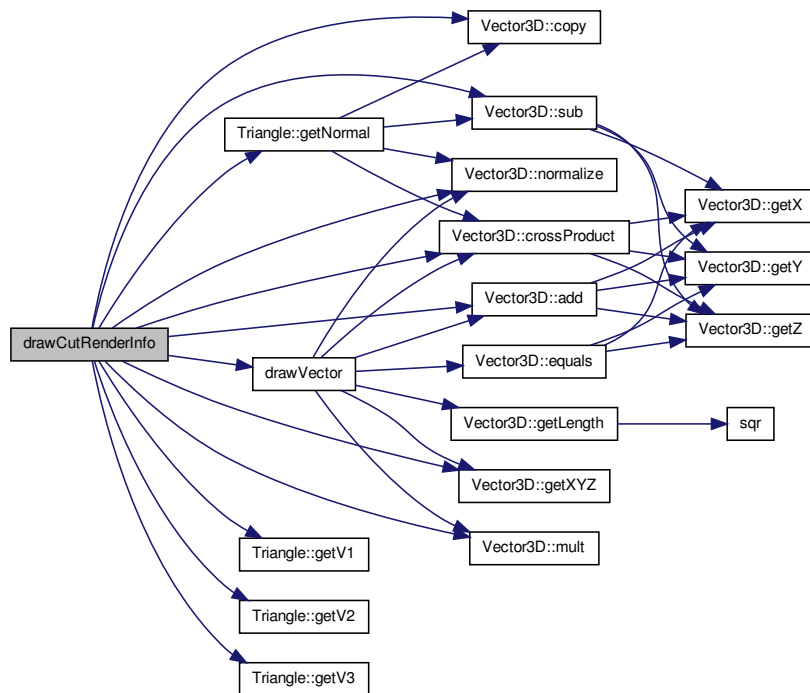 Vector3D::copy
Vector3D::sub
Triangle::getNormal
Vector3D::normalize
Vector3D::getX
Vector3D::crossProduct
Vector3D::getY
Vector3D::add
Vector3D::getZ
drawCutRenderInfo
Vector3D::equals
drawVector
Vector3D::getLength
sqr
Vector3D::getXYZ
Vector3D::mult
Triangle::getV1
Triangle::getV2
Triangle::getV3